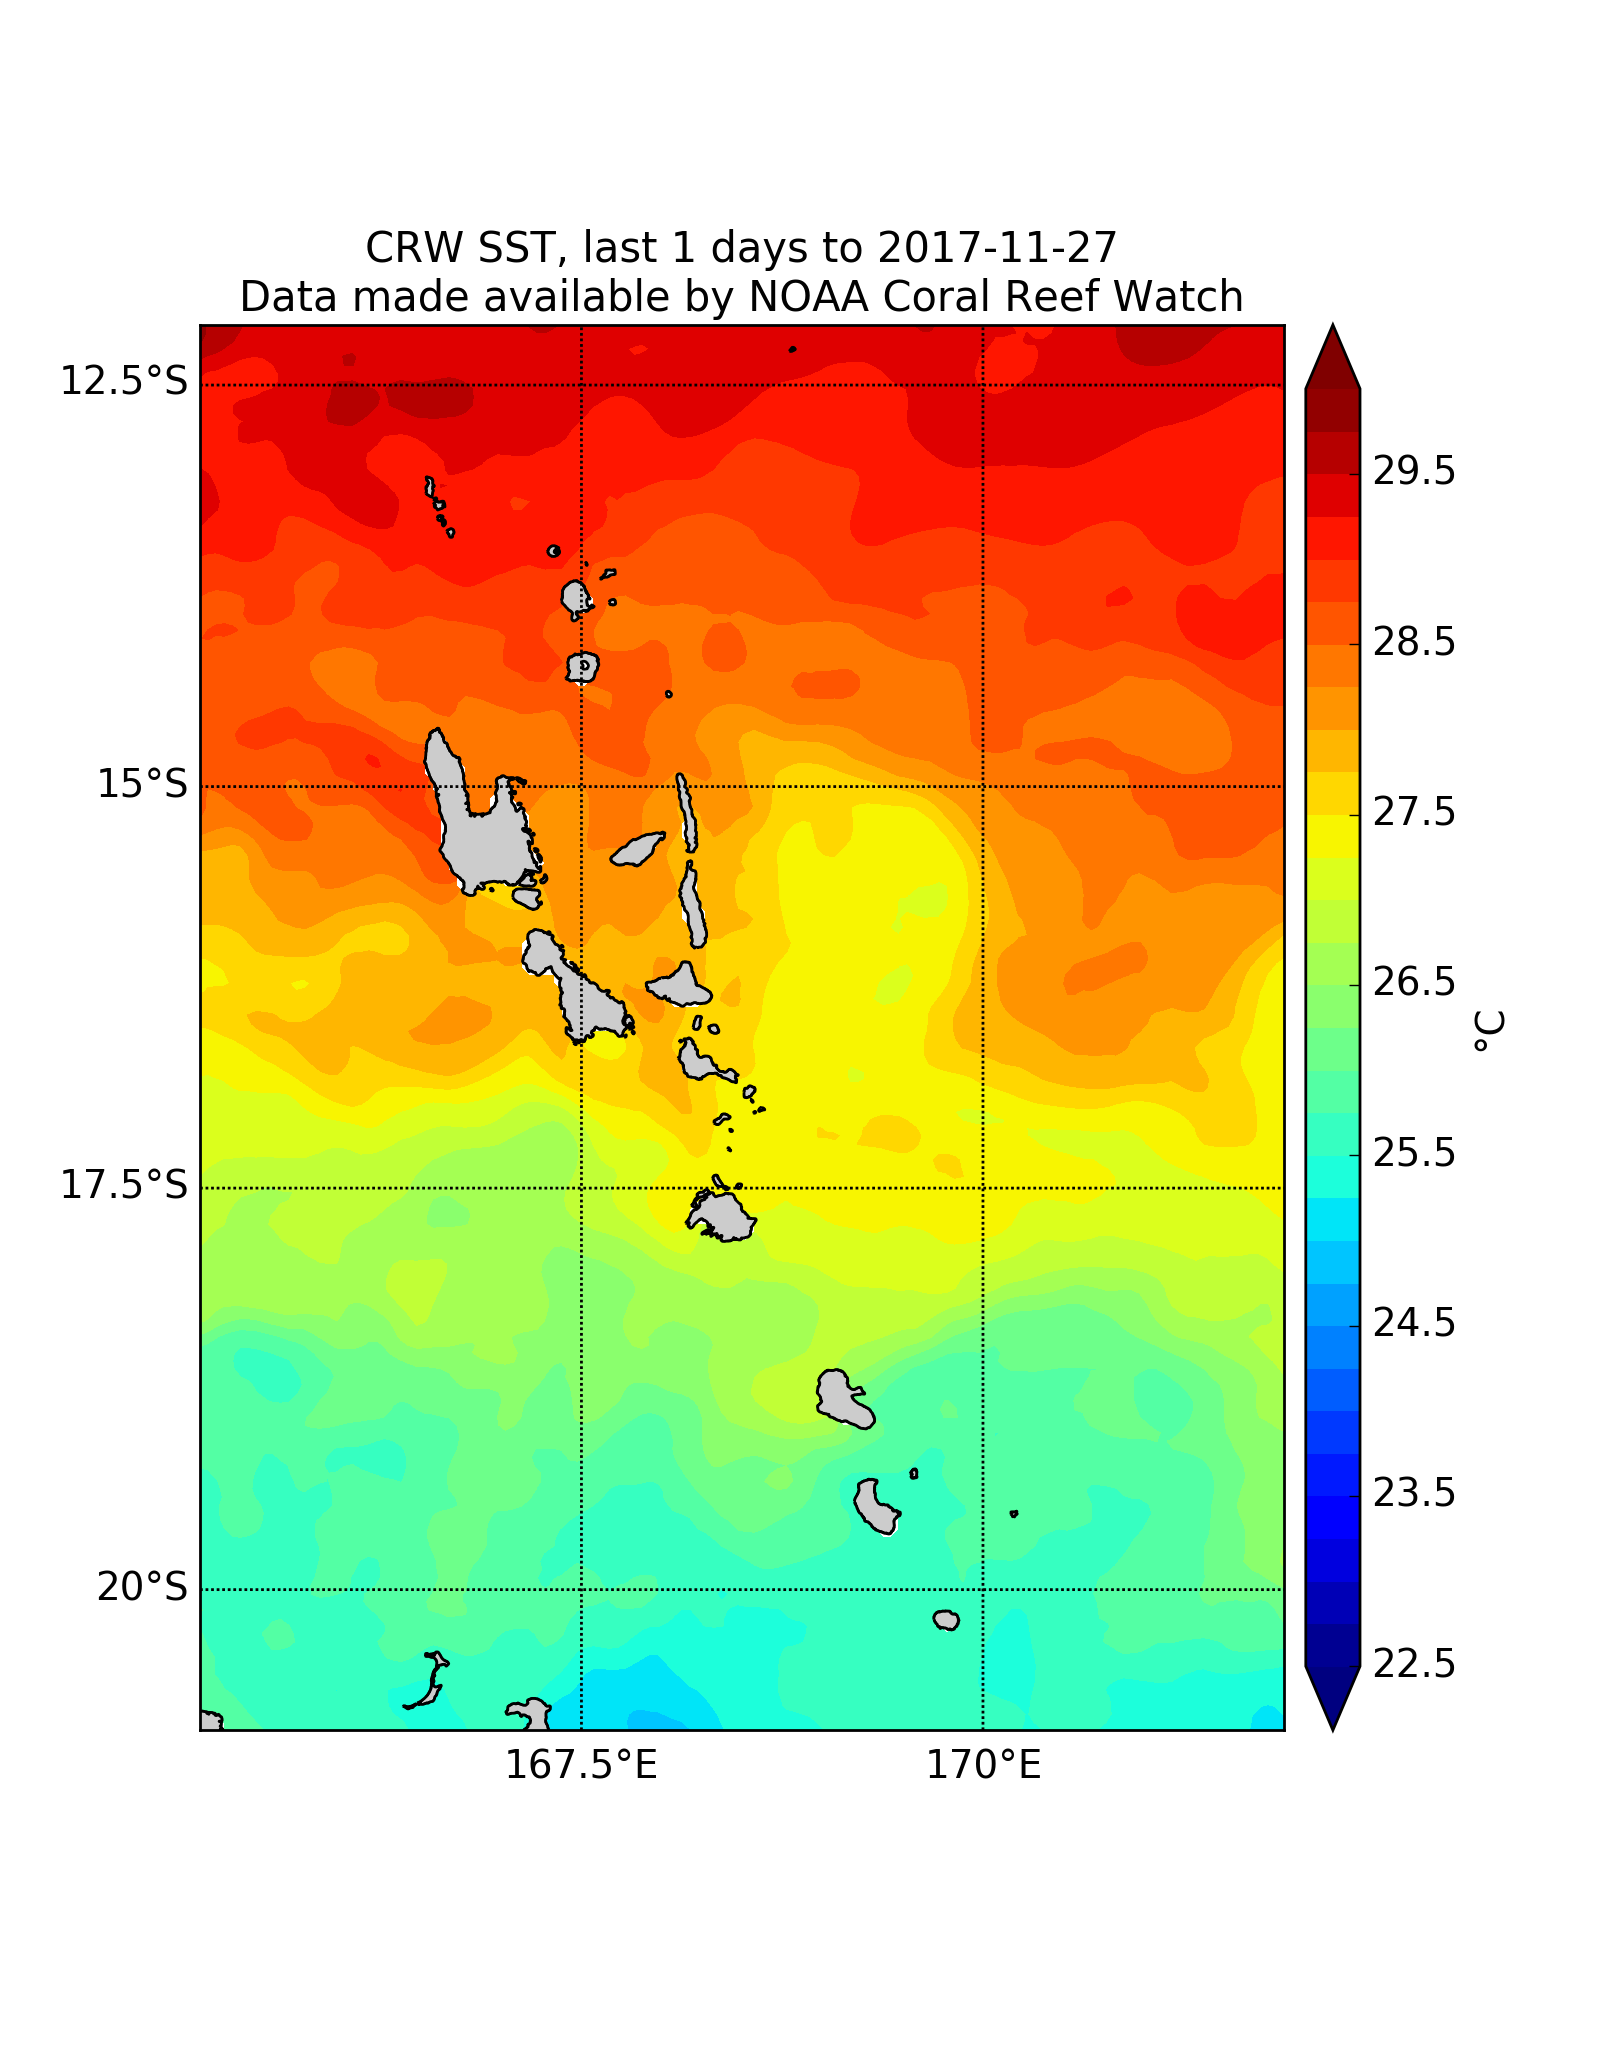 CRW SST, last 1 days to 2017-11-27
Data made available by NOAA Coral Reef Watch
12.5°S
15°S
17.5°S
20°S
167.5°E
170°E
29.5
28.5
27.5
26.5
25.5
24.5
23.5
22.5
°C